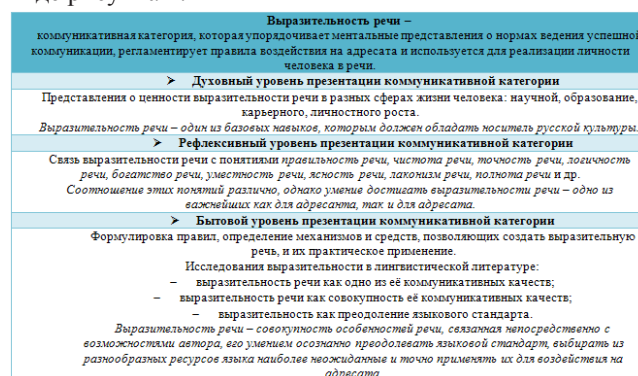 Выразительность речи –
коммуникативная категория, которая упорядочивает ментальные представления о нормах ведения успешной
коммуникации, регламентирует правила воздействия на адресата и используется для реализации личности
человека в речи.
➢ Духовный уровень презентации коммуникативной категории
Представления о ценности выразительности речи в разных сферах жизни человека: научной, образование,
карьерного, личностного роста.
Выразительность речи – один из базовых навыков, которым должен обладать носитель русской культуры.
➢ Рефлексивный уровень презентации коммуникативной категории
Связь выразительности речи с понятиями правильность речи, чистота речи, точность речи, логичность
речи, богатство речи, уместность речи, ясность речи, лаконизм речи, полнота речи и др.
Соотношение этих понятий различно, однако умение достигать выразительности речи – одно из
важнейших как для адресанта, так и для адресата.
➢ Бытовой уровень презентации коммуникативной категории
Формулировка правил, определение механизмов и средств, позволяющих создать выразительную
речь, и их практическое применение.
Исследования выразительности в лингвистической литературе:
– выразительность речи как одно из её коммуникативных качеств;
– выразительность речи как совокупность её коммуникативных качеств;
– выразительность как преодоление языкового стандарта.
Выразительность речи – совокупность особенностей речи, связанная непосредственно с
возможностями автора, его умением осознанно преодолевать языковой стандарт, выбирать из
разнообразных ресурсов языка наиболее неожиданные и точно применять их для воздействия на
адресата